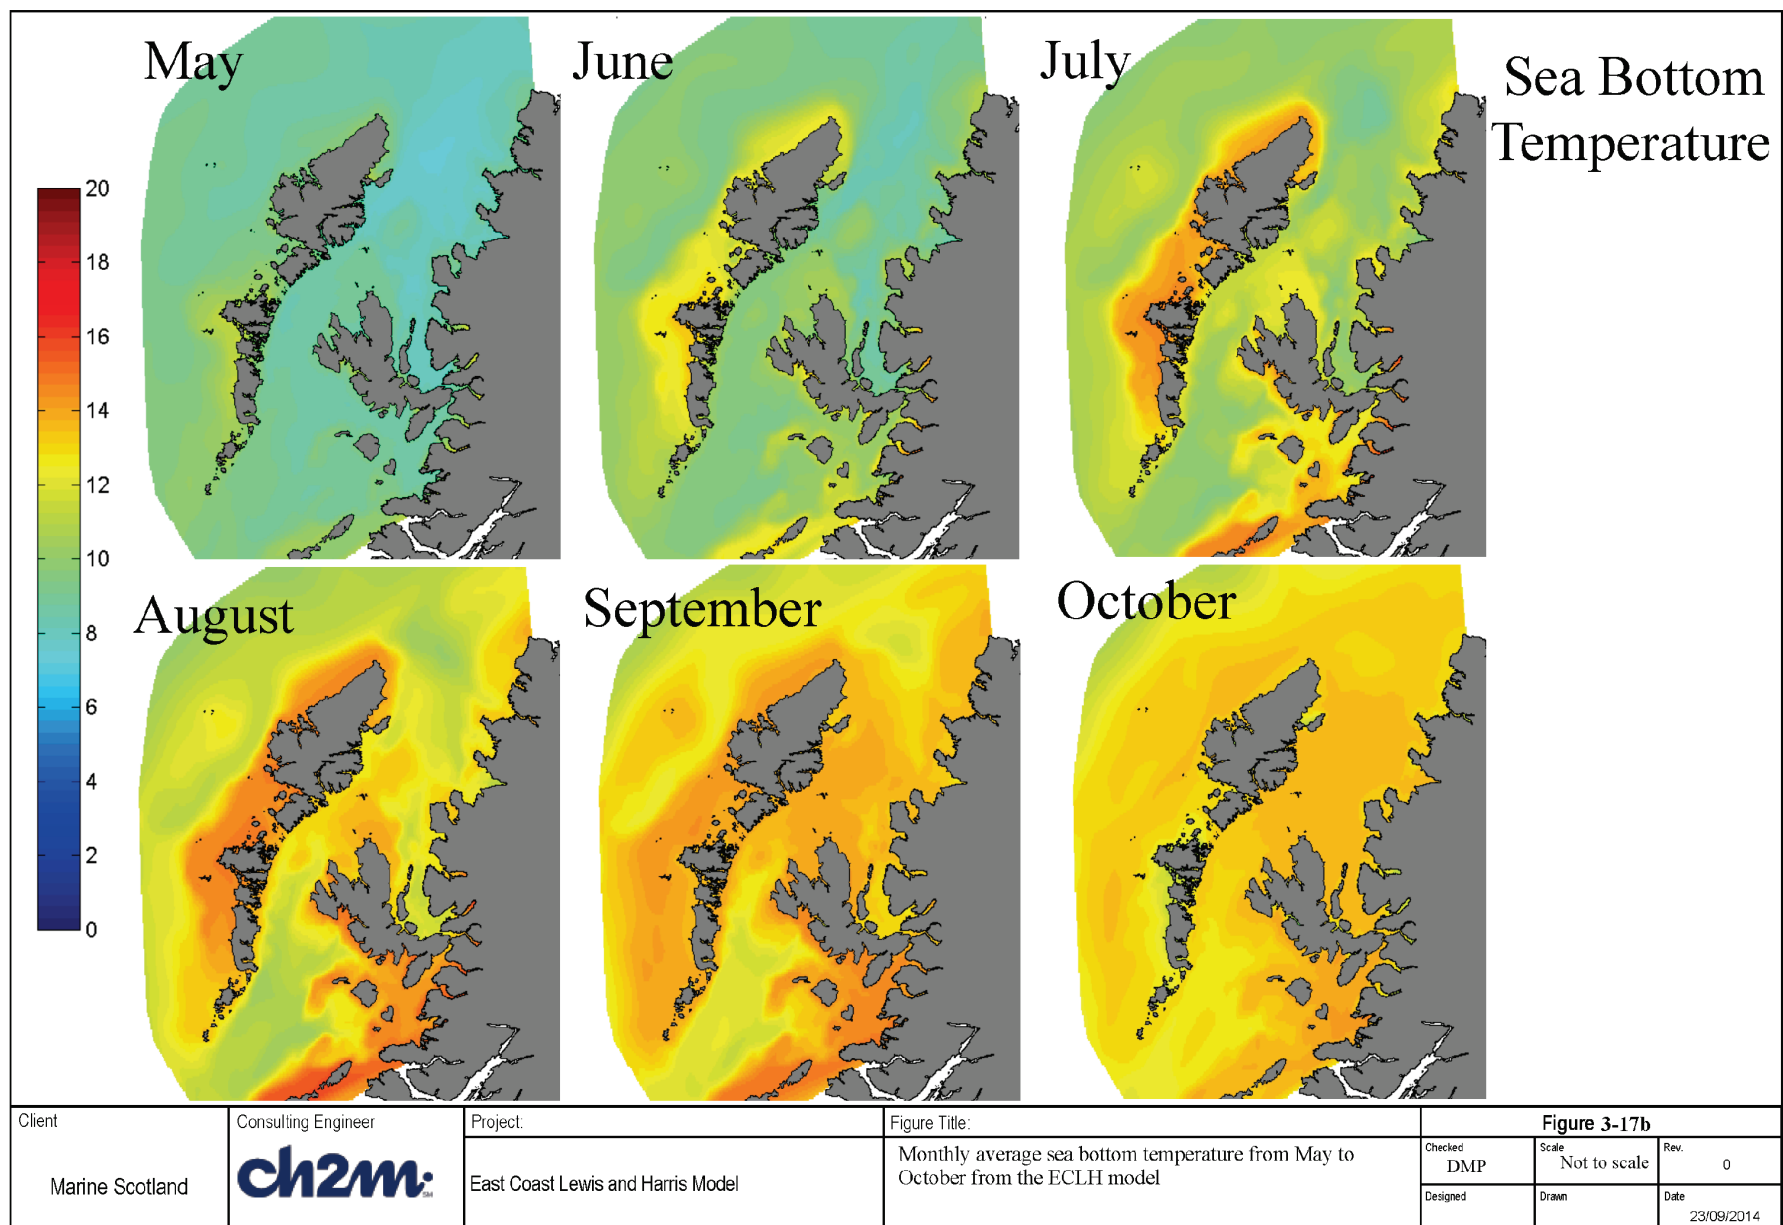 May
June
July
Sea Bottom
Temperature
20
18
16
14
12
10
8
6
4
2
0
August
September
October
Client
Marine Scotland
Consulting Engineer
ch2m:
SM
Project:
East Coast Lewis and Harris Model
Figure Title:
Monthly average sea bottom temperature from May to
October from the ECLH model
Figure 3-17b
Checked
DMP
Scale
Not to scale
Rev.
0
Designed
Drawn
Date
23/09/2014